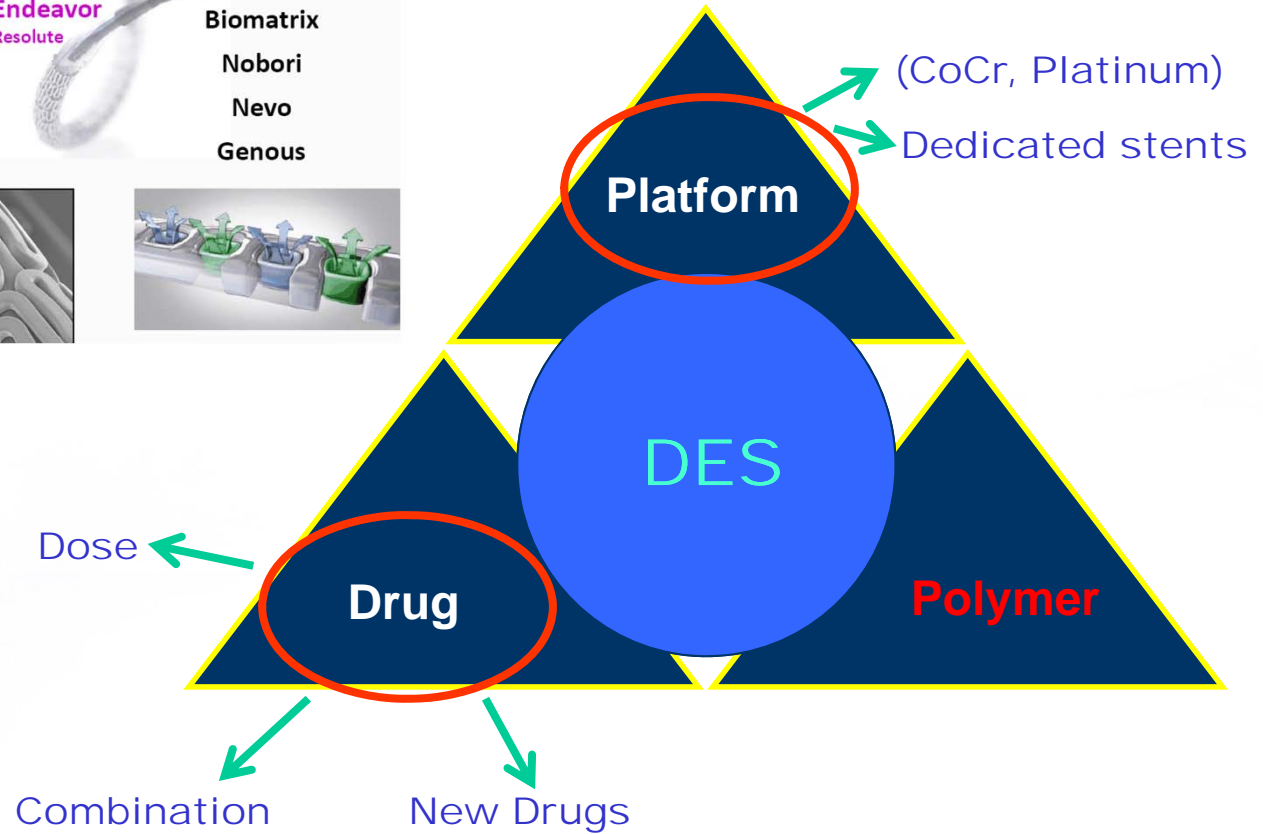 Endeavor
Resolute
Biomatrix
Nobori
Nevo
Genous
(CoCr, Platinum)
Dedicated stents
Platform
DES
Dose
Drug
Polymer
Combination
New Drugs